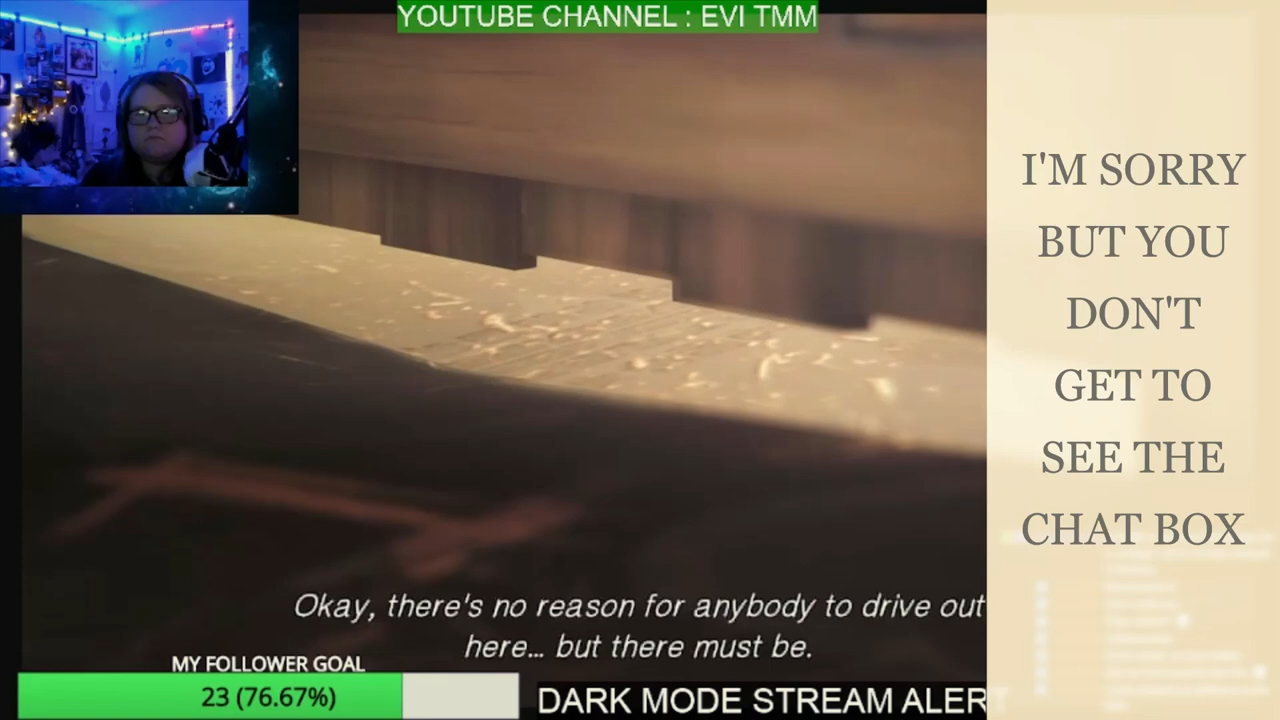 YOUTUBE CHANNEL : EVI TMM
I'M SORRY
BUT YOU
DON'T
GET TO
SEE THE
CHAT BOX
Okay, there's no reason for anybody to drive out
here... but there must be.
MY FOLLOWER GOAL
23 (76.67%)
DARK MODE STREAM ALERT